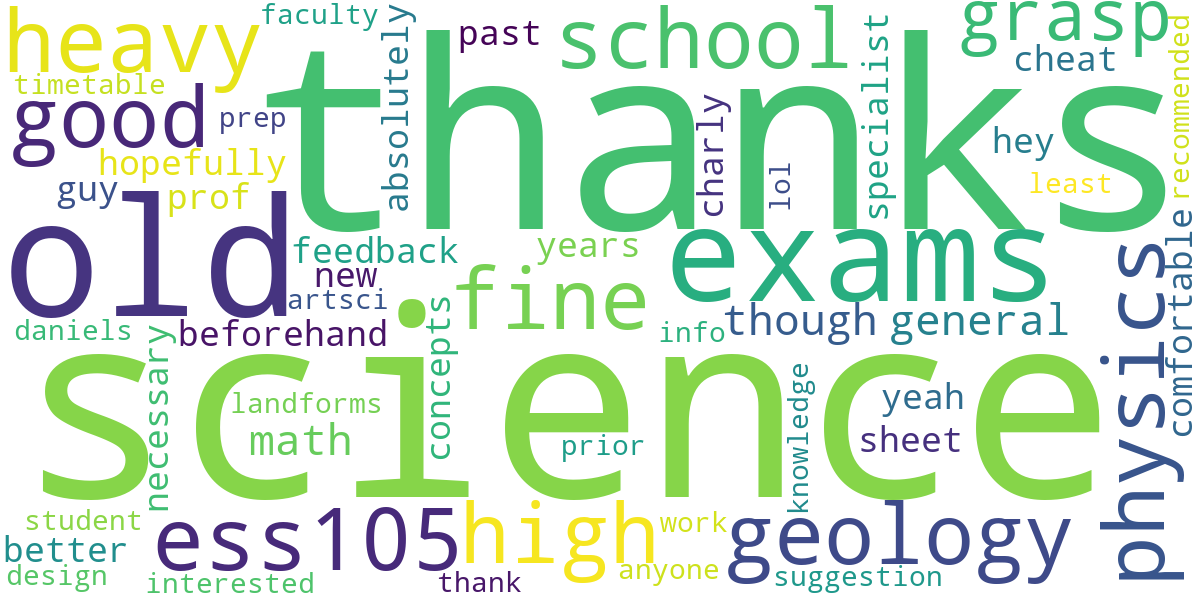 faculty
heavy
timetable
good
prep
hopefully
guy
prof
thanks
absolutely
past
school
charly
lol
specialist
grasp
cheat
hey
least
recommended
old
feedback
new
artsci
years
exams
daniels
beforehand
fine
info
though
general
comfortable
physics
science
necessary
landforms
math
concepts
prior
knowledge
yeah
sheet
student
better
design
ess105
interested
high
thank
work
anyone
geology
suggestion